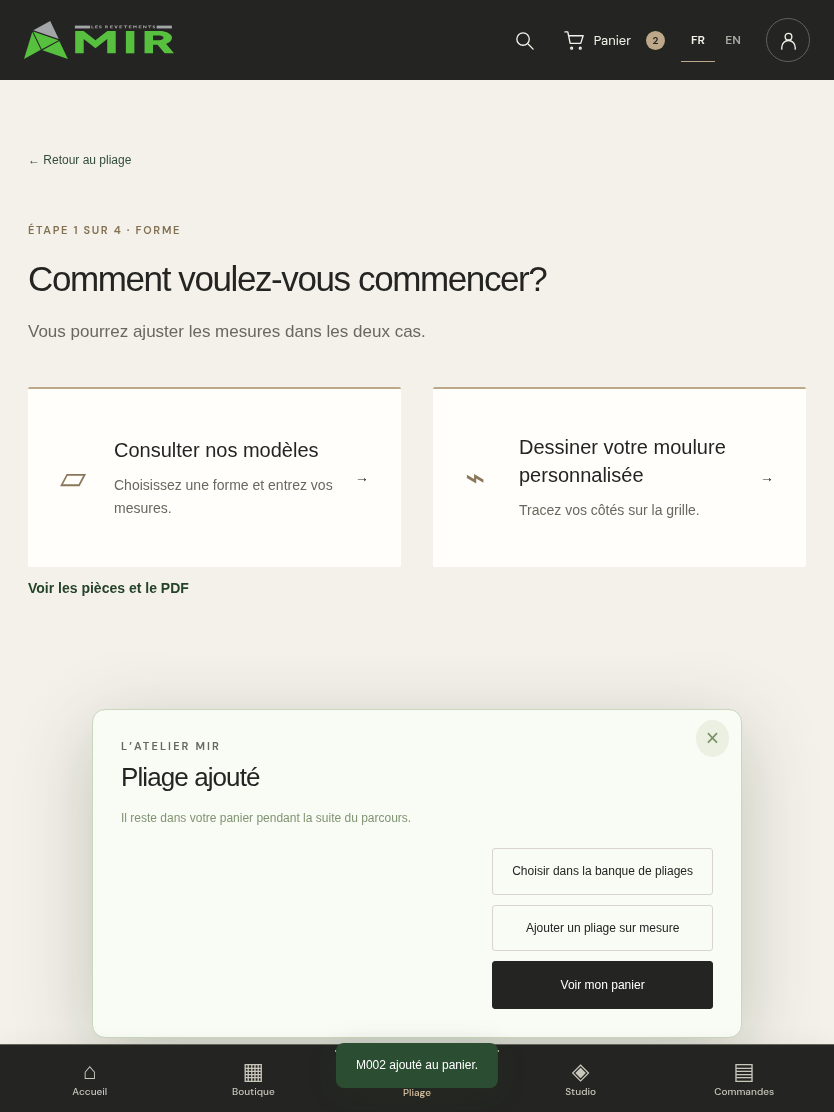 LES REVÊTEMENTS
MIR
Panier 2 FR EN
← Retour au pliage
ÉTAPE 1 SUR 4 · FORME
Comment voulez-vous commencer?
Vous pourrez ajuster les mesures dans les deux cas.
Consulter nos modèles
Choisissez une forme et entrez vos
mesures.
→
Dessiner votre moulure
personnalisée
Tracez vos côtés sur la grille.
→
Voir les pièces et le PDF
L'ATELIER MIR
×
Pliage ajouté
Il reste dans votre panier pendant la suite du parcours.
Choisir dans la banque de pliages
Ajouter un pliage sur mesure
Voir mon panier
M002 ajouté au panier.
Accueil
Boutique
Pliage
Studio
Commandes